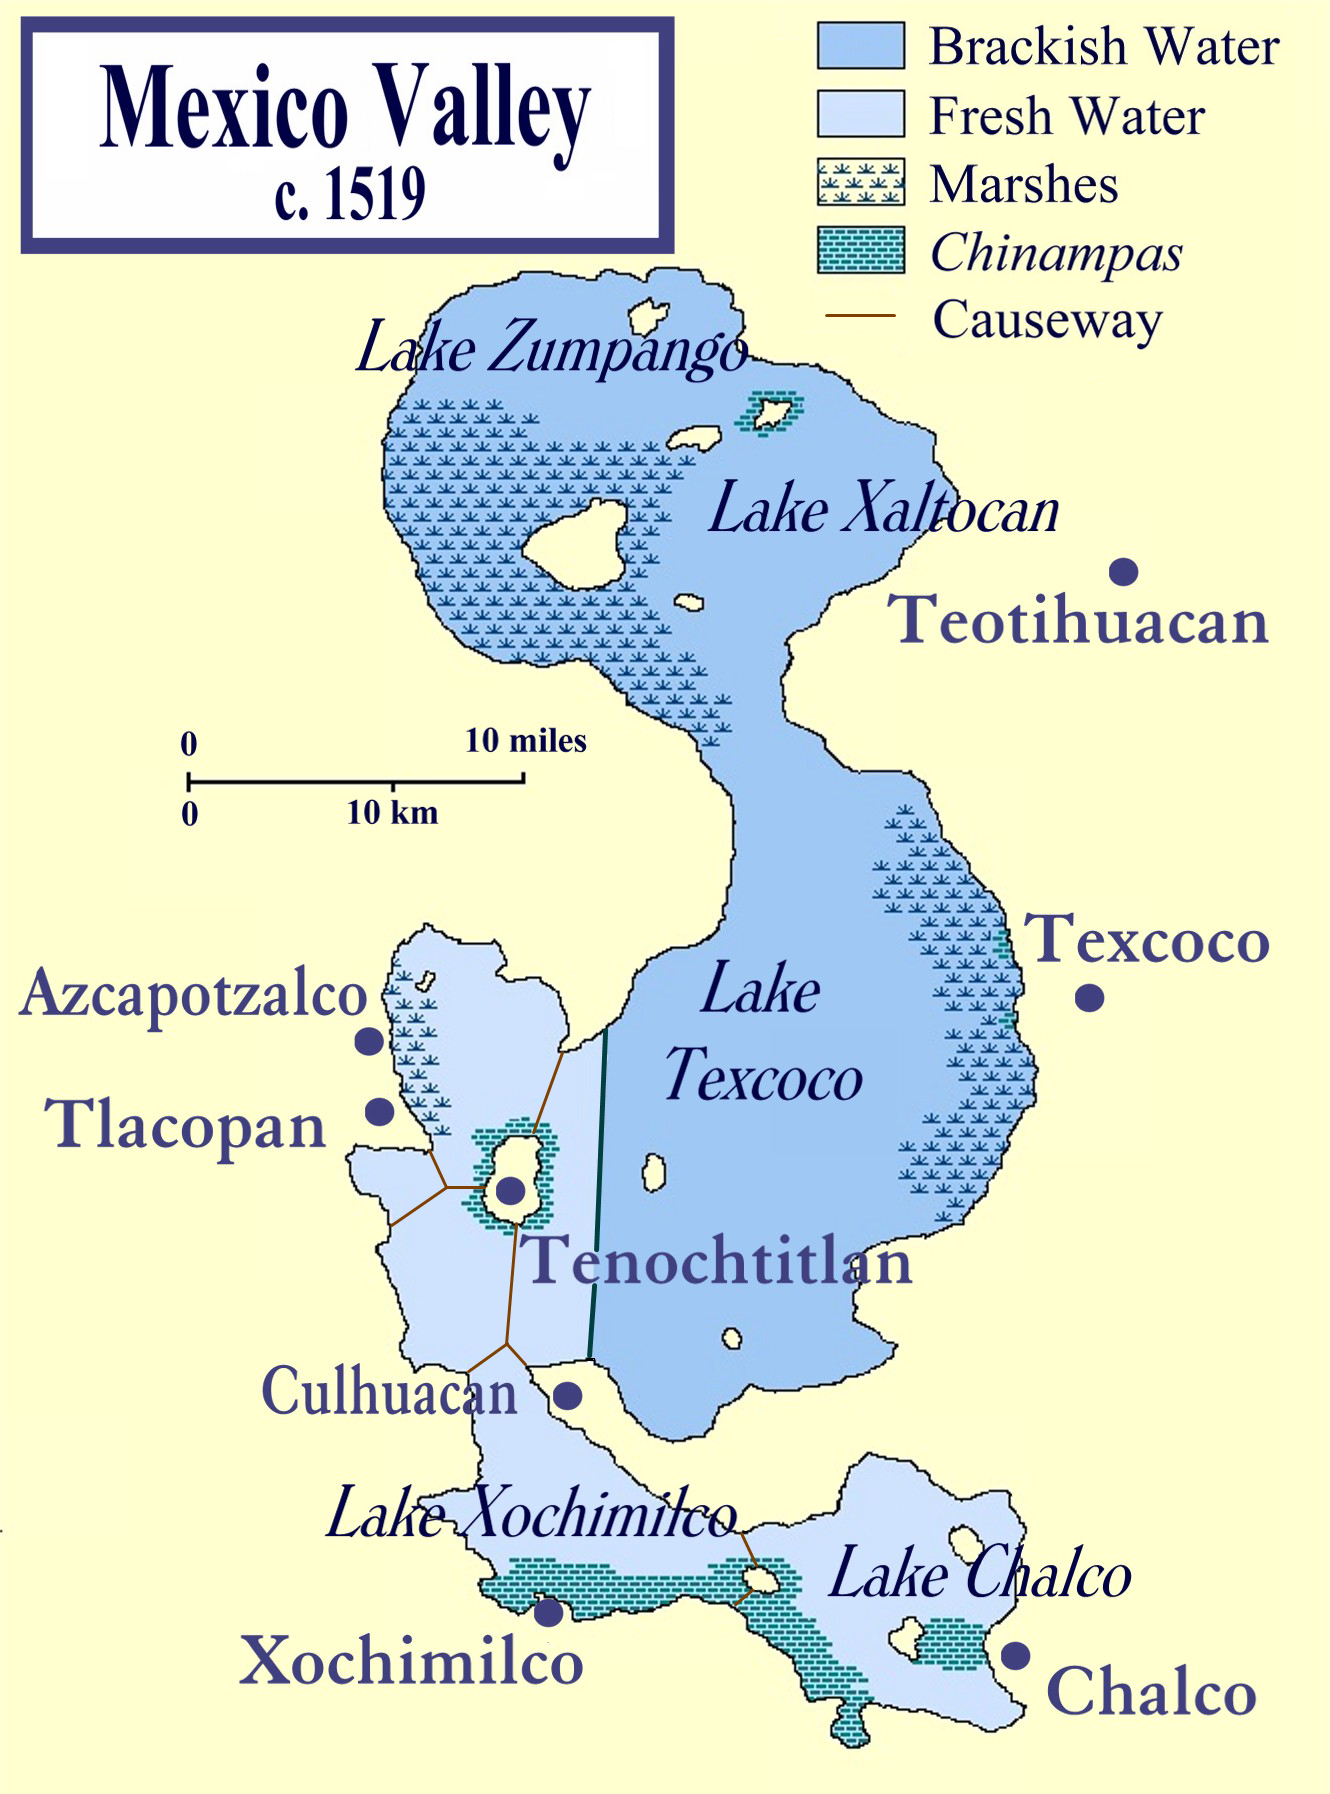 Mexico Valley
c. 1519
Brackish Water
Fresh Water
Marshes
Chinampas
Causeway
Lake Zumpango
Lake Xaltocan
Teotihuacan
0
10 miles
0
10 km
Texcoco
Azcapotzalco
Lake
Texcoco
Tlacopan
Tenochtitlan
Culhuacan
Lake Xochimilco
Lake Chalco
Xochimilco
Chalco